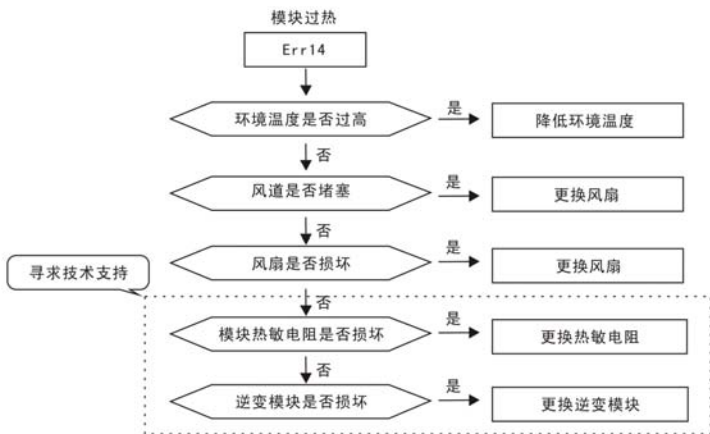 模块过热
Err14
环境温度是否过高
是
降低环境温度
否
风道是否堵塞
是
更换风扇
否
风扇是否损坏
是
更换风扇
寻求技术支持
否
模块热敏电阻是否损坏
是
更换热敏电阻
否
逆变模块是否损坏
是
更换逆变模块